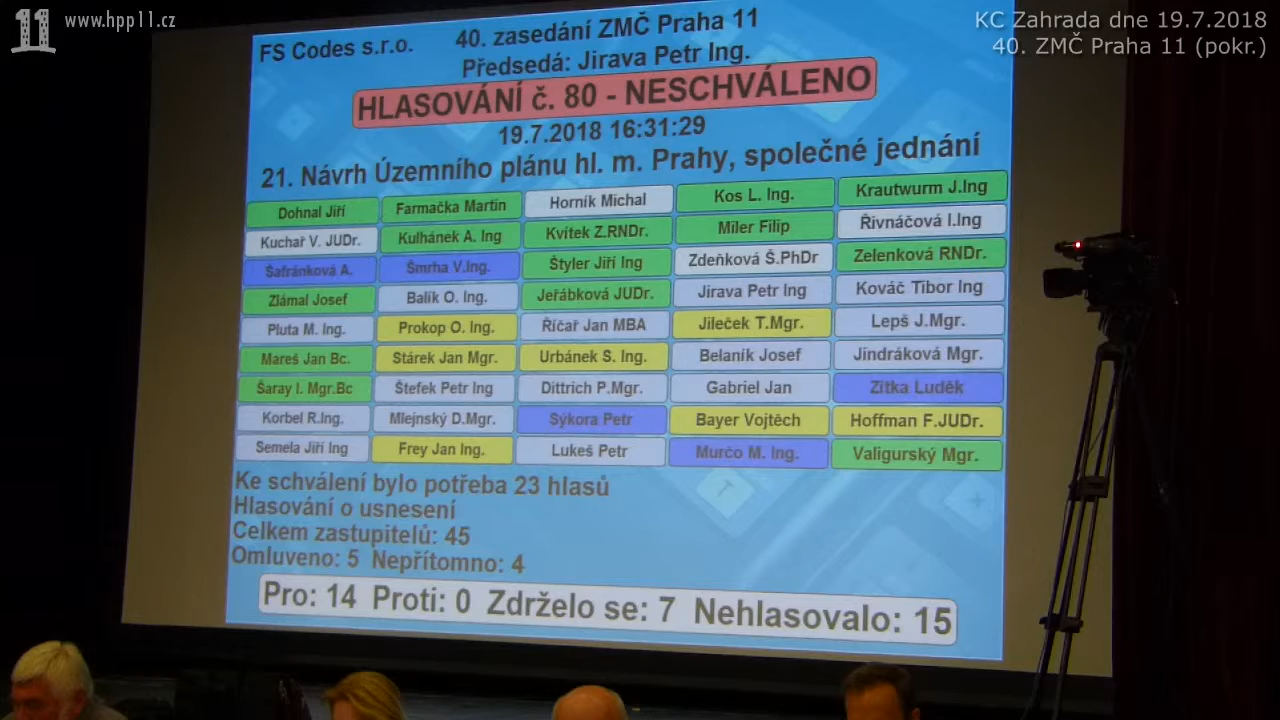 11 www.hpp11.cz
KC Zahrada dne 19.7.2018
40. ZMČ Praha 11 (pokr.)
FS Codes s.r.o. 40. zasedání ZMČ Praha 11
Předsedá: Jirava Petr Ing.
HLASOVÁNÍ č. 80 - NESCHVÁLENO
19.7.2018 16:31:29
21. Návrh Územního plánu hl. m. Prahy, společné jednání
Dohnal Jiří Farmačka Martin Horník Michal Kos L. Ing. Krautwurm J.Ing
Kuchař V. JUDr. Kulhánek A. Ing Kvítek Z.RNDr. Miler Filip Řivnáčová I.Ing
Šafránková A. Šmrha V.Ing. Štyler Jiří Ing Zdeňková Š.PhDr Zelenková RNDr.
Zlámal Josef Balík O. Ing. Jeřábková JUDr. Jirava Petr Ing Kováč Tibor Ing
Pluta M. Ing. Prokop O. Ing. Říčař Jan MBA Jileček T.Mgr. Lepš J.Mgr.
Mareš Jan Bc. Stárek Jan Mgr. Urbánek S. Ing. Belaník Josef Jindráková Mgr.
Šaray I. Mgr.Bc Štefek Petr Ing Dittrich P.Mgr. Gabriel Jan Zitka Luděk
Korbel R.Ing. Mlejnský D.Mgr. Sýkora Petr Bayer Vojtěch Hoffman F.JUDr.
Semela Jiří Ing Frey Jan Ing. Lukeš Petr Murčo M. Ing. Valigurský Mgr.
Ke schválení bylo potřeba 23 hlasů
Hlasování o usnesení
Celkem zastupitelů: 45
Omluveno: 5 Nepřítomno: 4
Pro: 14 Proti: 0 Zdrželo se: 7 Nehlasovalo: 15